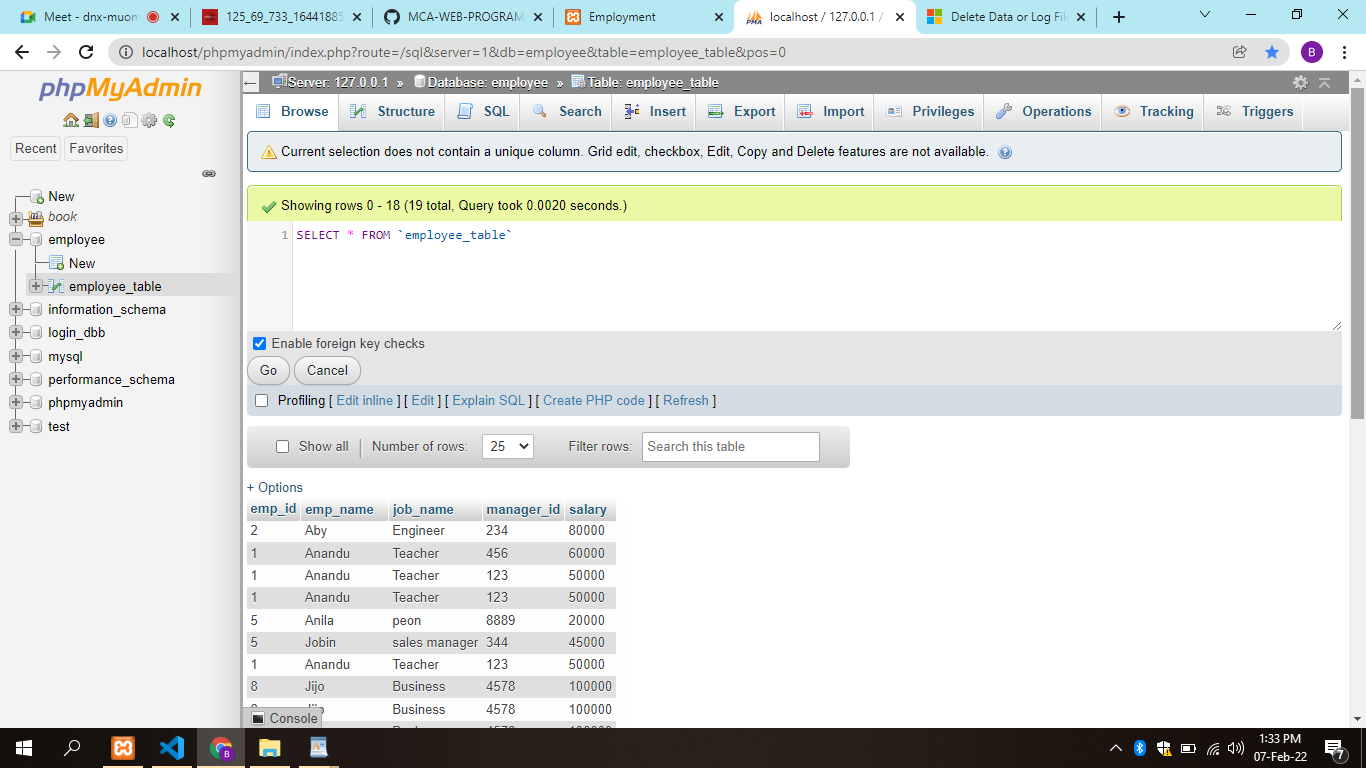 Meet - dnx-muom
125_69_733_16441885
MCA-WEB-PROGRAM
Employment
localhost / 127.0.0.1 /
Delete Data or Log File
localhost/phpmyadmin/index.php?route=/sql&server=1&db=employee&table=employee_table&pos=0
B
phpMyAdmin
Recent
Favorites
New
book
employee
New
employee_table
information_schema
login_dbb
mysql
performance_schema
phpmyadmin
test
Server: 127.0.0.1 » Database: employee » Table: employee_table
Browse Structure SQL Search Insert Export Import Privileges Operations Tracking Triggers
Current selection does not contain a unique column. Grid edit, checkbox, Edit, Copy and Delete features are not available.
Showing rows 0 - 18 (19 total, Query took 0.0020 seconds.)
1 SELECT * FROM `employee_table`
Enable foreign key checks
Go Cancel
Profiling [ Edit inline ] [ Edit ] [ Explain SQL ] [ Create PHP code ] [ Refresh ]
Show all Number of rows: 25 Filter rows: Search this table
+ Options
emp_id emp_name job_name manager_id salary
2 Aby Engineer 234 80000
1 Anandu Teacher 456 60000
1 Anandu Teacher 123 50000
1 Anandu Teacher 123 50000
5 Anila peon 8889 20000
5 Jobin sales manager 344 45000
1 Anandu Teacher 123 50000
8 Jijo Business 4578 100000
Business 4578 100000
Console
1:33 PM
07-Feb-22
7